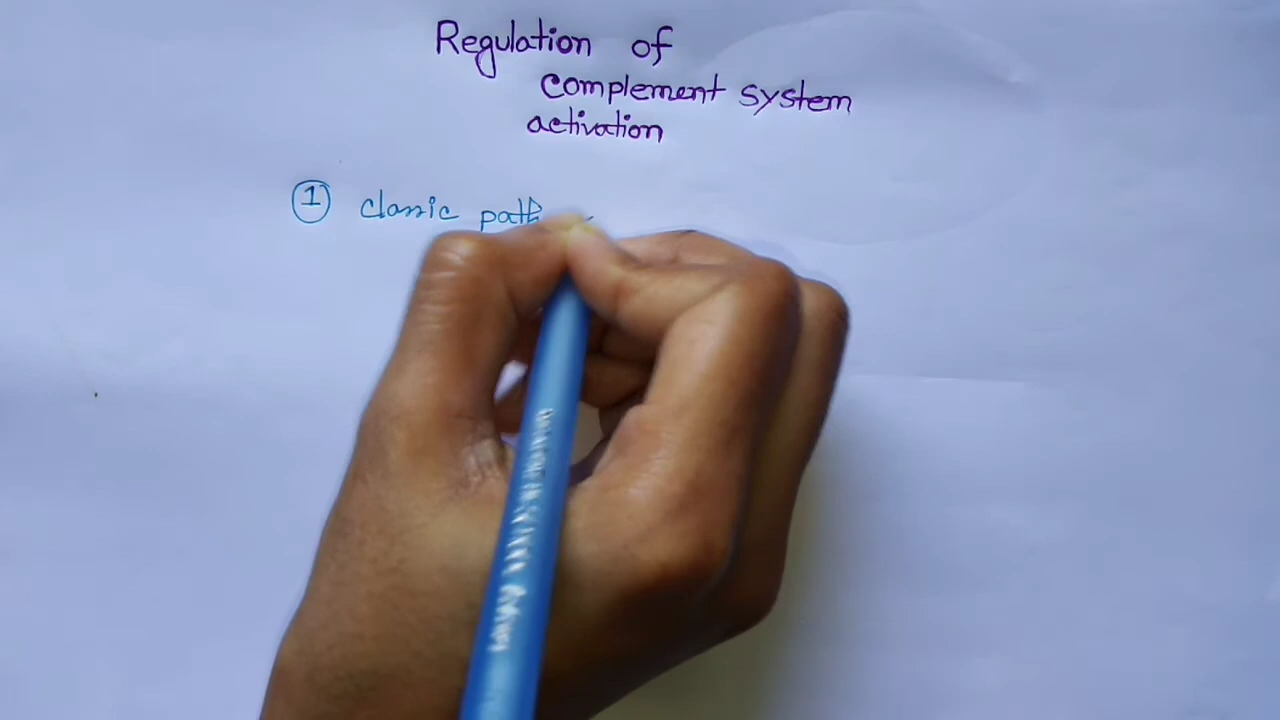 Regulation of
complement system
activation
1 classic path